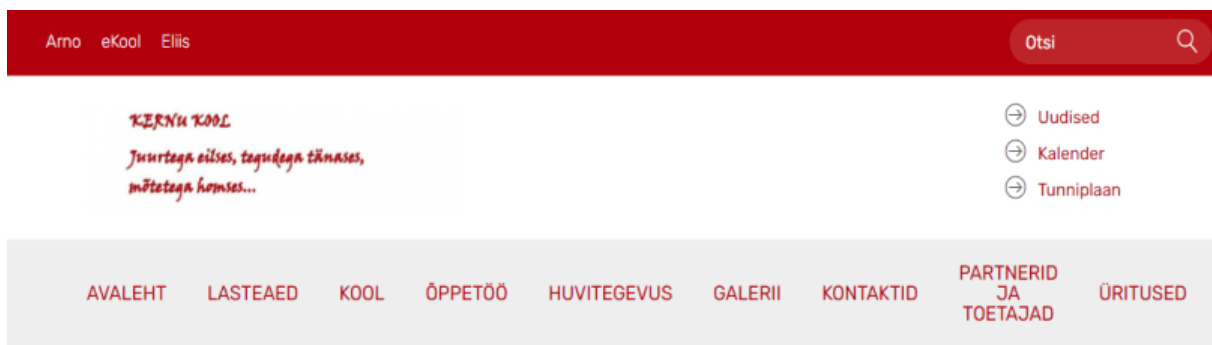 Arno eKool Eliis
Otsi
KERNU KOOL
Juurtega eilses, tegudega tänases,
mõtetega homses...
Uudised
Kalender
Tunniplaan
AVALEHT LASTEAED KOOL ÕPPETÖÖ HUVITEGEVUS GALERII KONTAKTID PARTNERID JA TOETAJAD ÜRITUSED